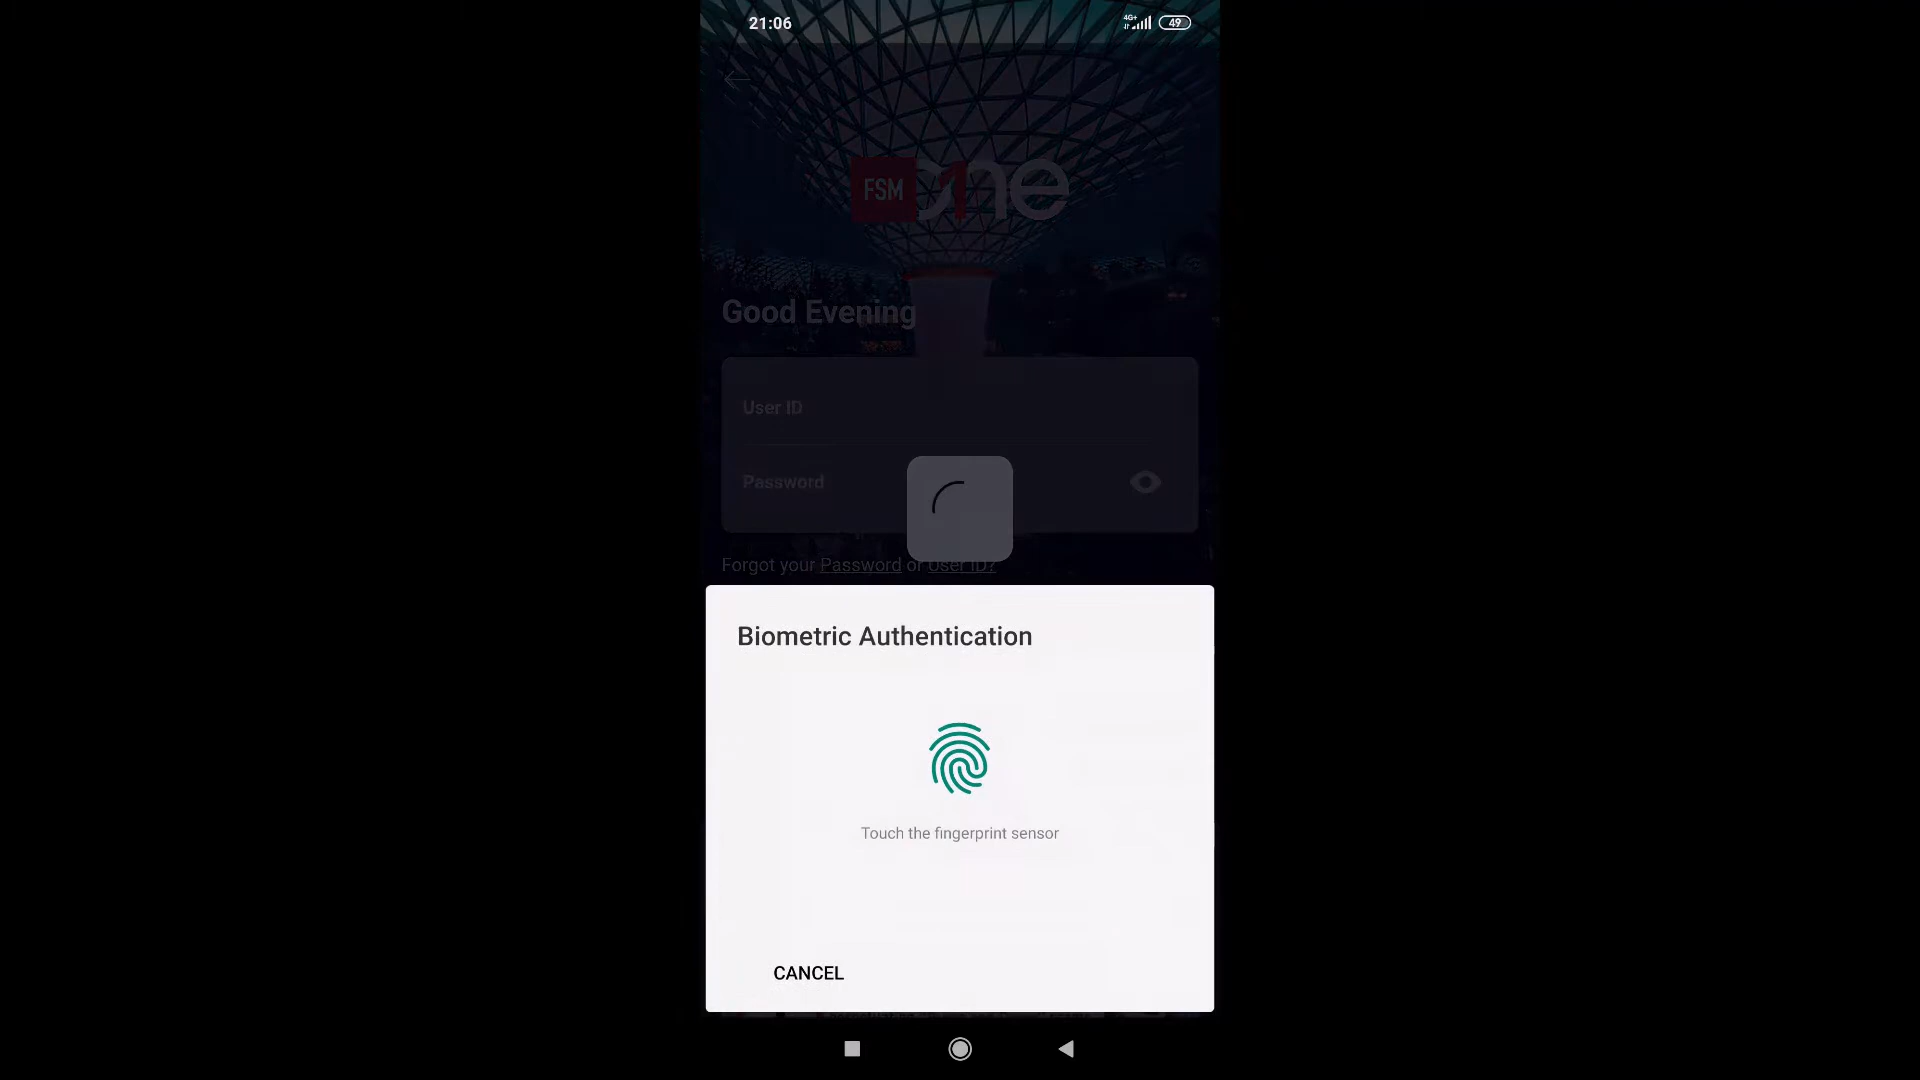 21:06
4G+
49
FSM One
Good Evening
User ID
Password
Forgot your Password or User ID?
Biometric Authentication
Touch the fingerprint sensor
CANCEL